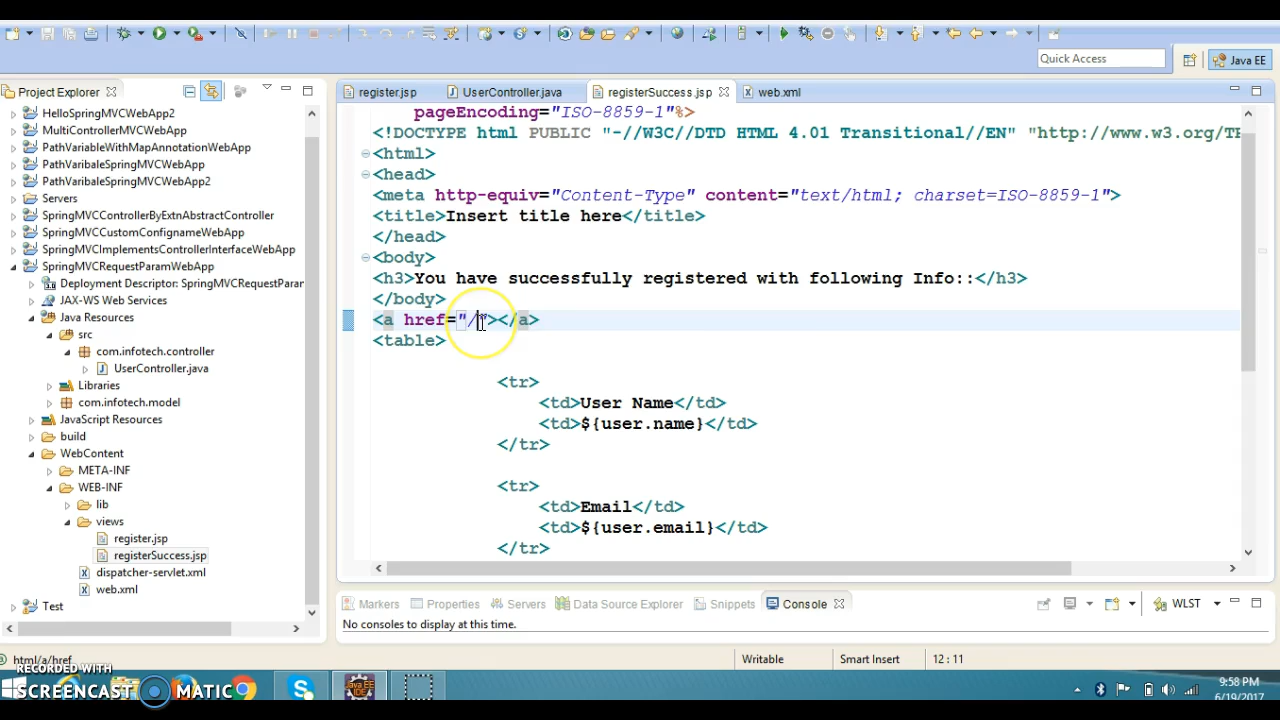 Quick Access
Java EE
Project Explorer
HelloSpringMVCWebApp2
MultiControllerMVCWebApp
PathVariableWithMapAnnotationWebApp
PathVaribaleSpringMVCWebApp
PathVaribaleSpringMVCWebApp2
Servers
SpringMVCControllerByExtnAbstractController
SpringMVCCustomConfignameWebApp
SpringMVCImplementsControllerInterfaceWebApp
SpringMVCRequestParamWebApp
Deployment Descriptor: SpringMVCRequestParam
JAX-WS Web Services
Java Resources
src
com.infotech.controller
UserController.java
Libraries
com.infotech.model
JavaScript Resources
build
WebContent
META-INF
WEB-INF
lib
views
register.jsp
registerSuccess.jsp
dispatcher-servlet.xml
web.xml
Test
register.jsp UserController.java registerSuccess.jsp web.xml
pageEncoding="ISO-8859-1"%>
<!DOCTYPE html PUBLIC "-//W3C//DTD HTML 4.01 Transitional//EN" "http://www.w3.org/TR
<html>
<head>
<meta http-equiv="Content-Type" content="text/html; charset=ISO-8859-1">
<title>Insert title here</title>
</head>
<body>
<h3>You have successfully registered with following Info::</h3>
</body>
<a href="/"></a>
<table>
<tr>
<td>User Name</td>
<td>${user.name}</td>
</tr>
<tr>
<td>Email</td>
<td>${user.email}</td>
</tr>
Markers Properties Servers Data Source Explorer Snippets Console WLST
No consoles to display at this time.
html/a/href
Writable Smart Insert 12 : 11
RECORDED WITH
SCREENCAST MATIC
Java EE
IDE
9:58 PM
6/19/2017